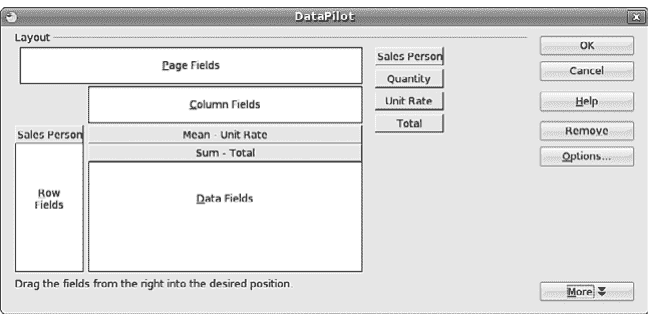 DataPilot
Layout
Page Fields
Column Fields
Sales Person
Mean - Unit Rate
Sum - Total
Row
Fields
Data Fields
Sales Person
Quantity
Unit Rate
Total
OK
Cancel
Help
Remove
Options...
Drag the fields from the right into the desired position.
More